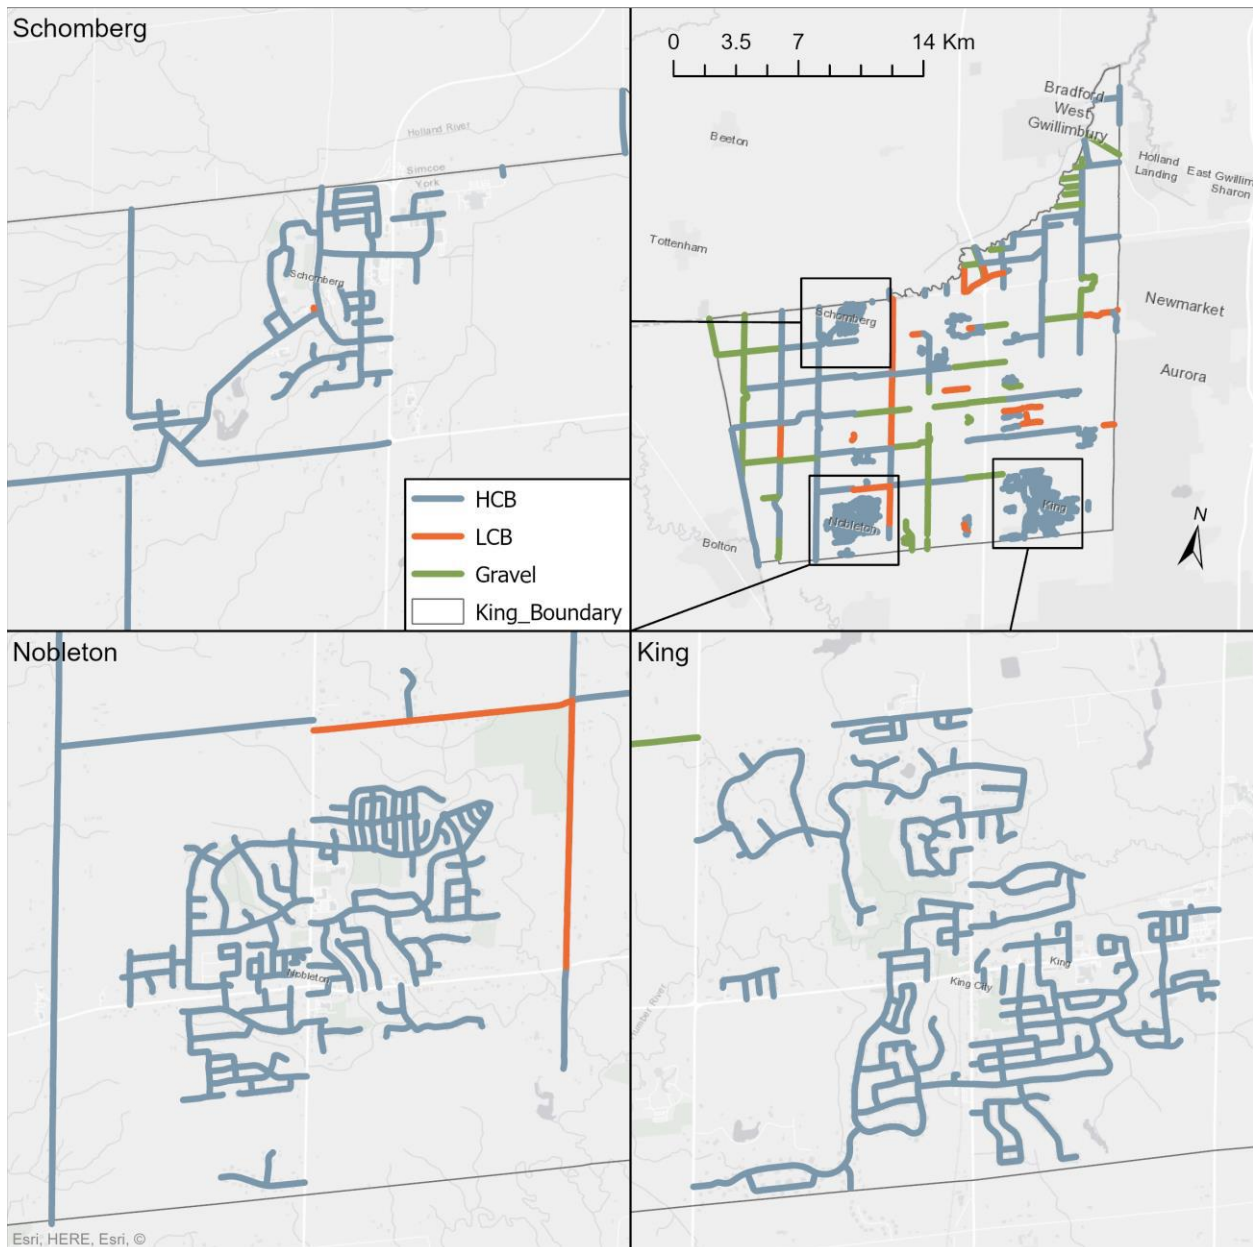 Schomberg
Holland River
Simcoe
York
Schomberg
HCB
LCB
Gravel
King_Boundary
0 3.5 7 14 Km
Bradford
West
Gwillimbury
Beeton
Holland
Landing
East Gwillim
Sharon
Tottenham
Newmarket
Schomberg
Aurora
King
Nobleton
Bolton
N
Nobleton
Nobleton
Esri, HERE, Esri, ©
King
King
King City
Humber River